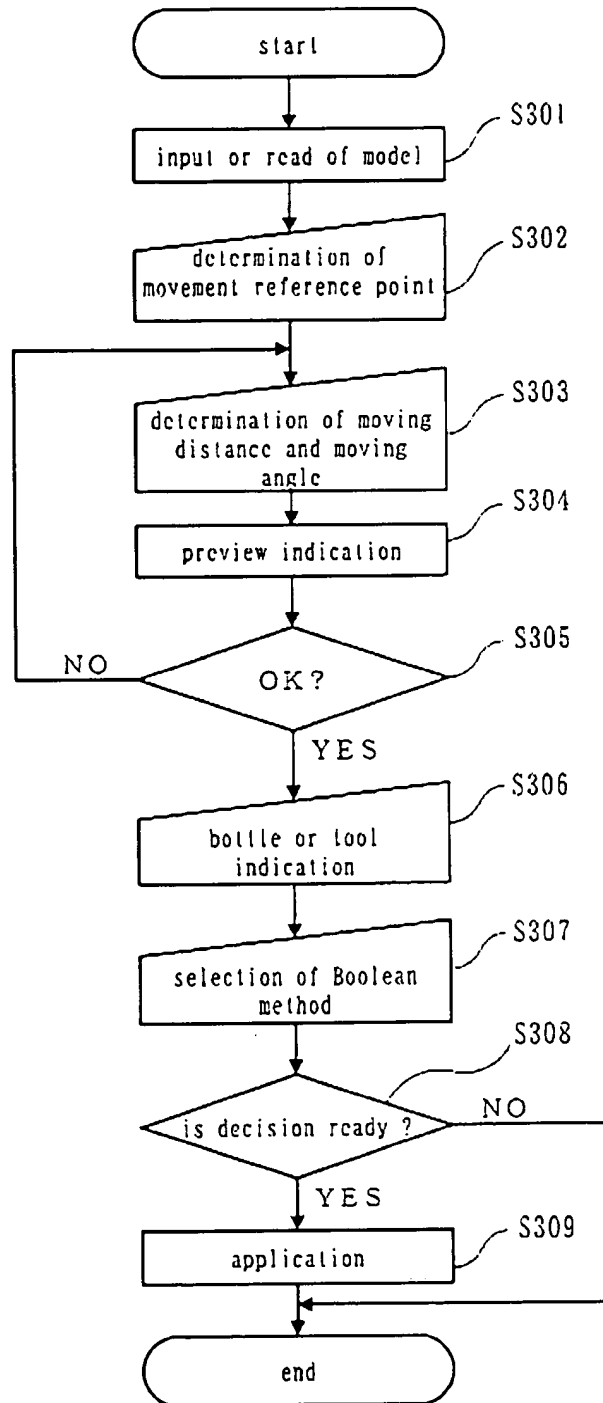 start
S301
input or read of model
S302
determination of
movement reference point
S303
determination of moving
distance and moving
angle
S304
preview indication
S305
NO
OK?
YES
S306
bottle or tool
indication
S307
selection of Boolean
method
S308
NO
is decision ready ?
YES
S309
application
end